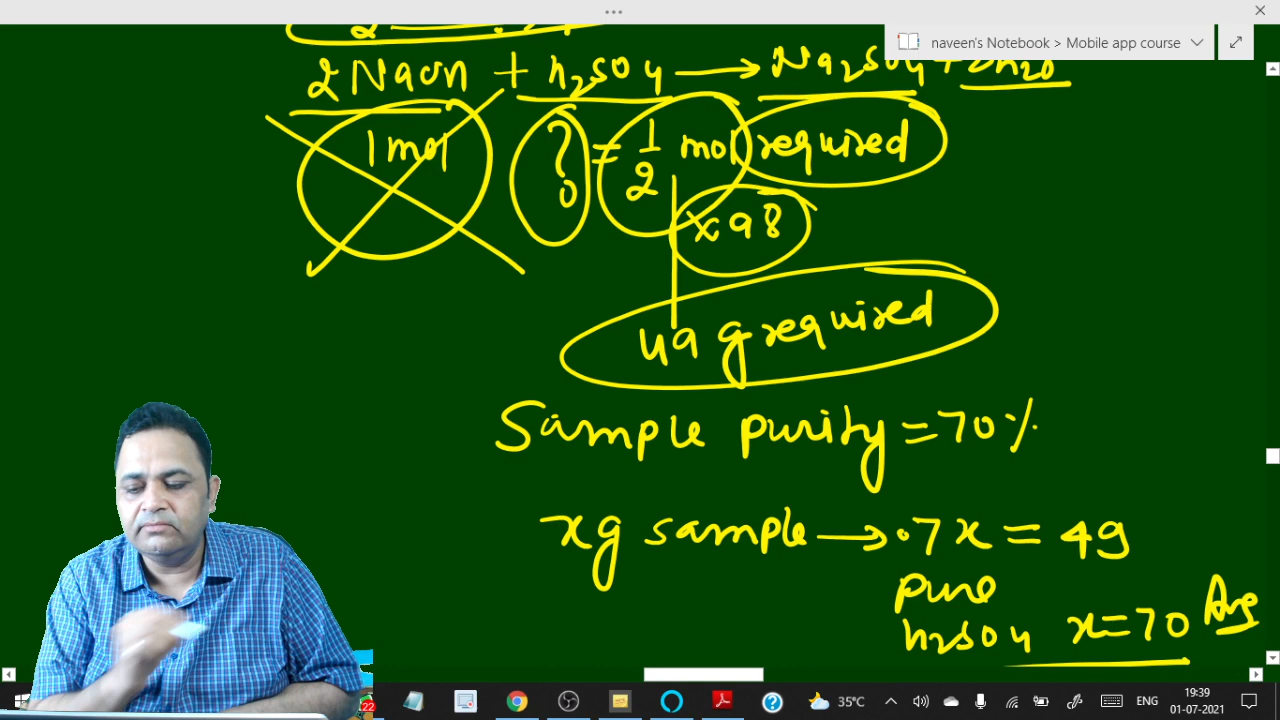 naveen's Notebook > Mobile app course
2NaOH + H2SO4 → Na2SO4 + 2H2O
1 mol ? = 1/2 mol required
x 98
49 g required
Sample purity = 70%
xg sample → .7x = 49
pure
H2SO4 x = 70 Ans
22 35°C ENG 19:39
01-07-2021